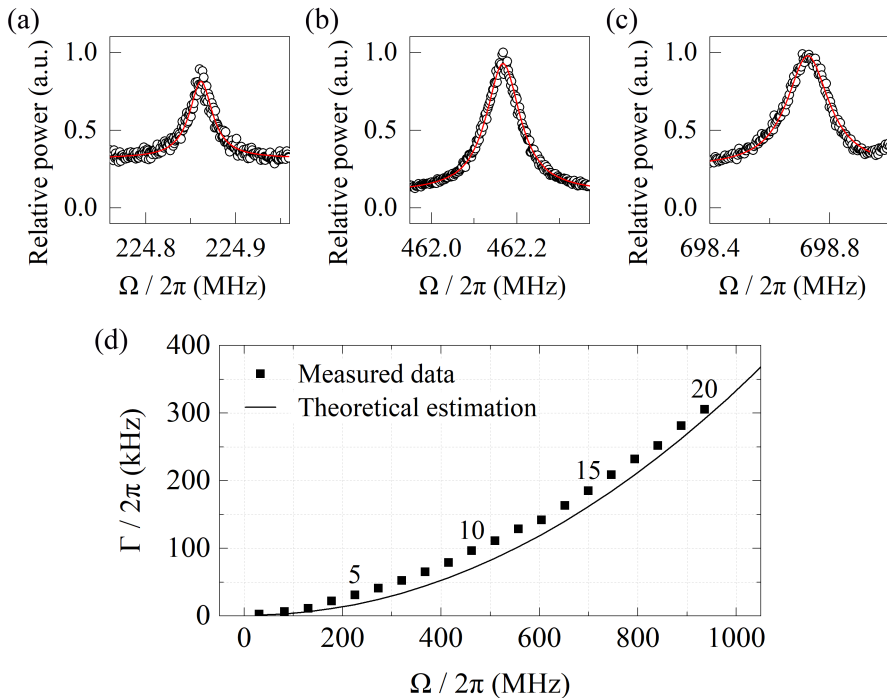 (a)
(b)
(c)
Relative power (a.u.)
1.0
0.5
0.0
224.8
224.9
Ω / 2π (MHz)
Relative power (a.u.)
1.0
0.5
0.0
462.0
462.2
Ω / 2π (MHz)
Relative power (a.u.)
1.0
0.5
0.0
698.4
698.8
Ω / 2π (MHz)
(d)
Γ / 2π (kHz)
400
300
200
100
0
Measured data
Theoretical estimation
5
10
15
20
0
200
400
600
800
1000
Ω / 2π (MHz)